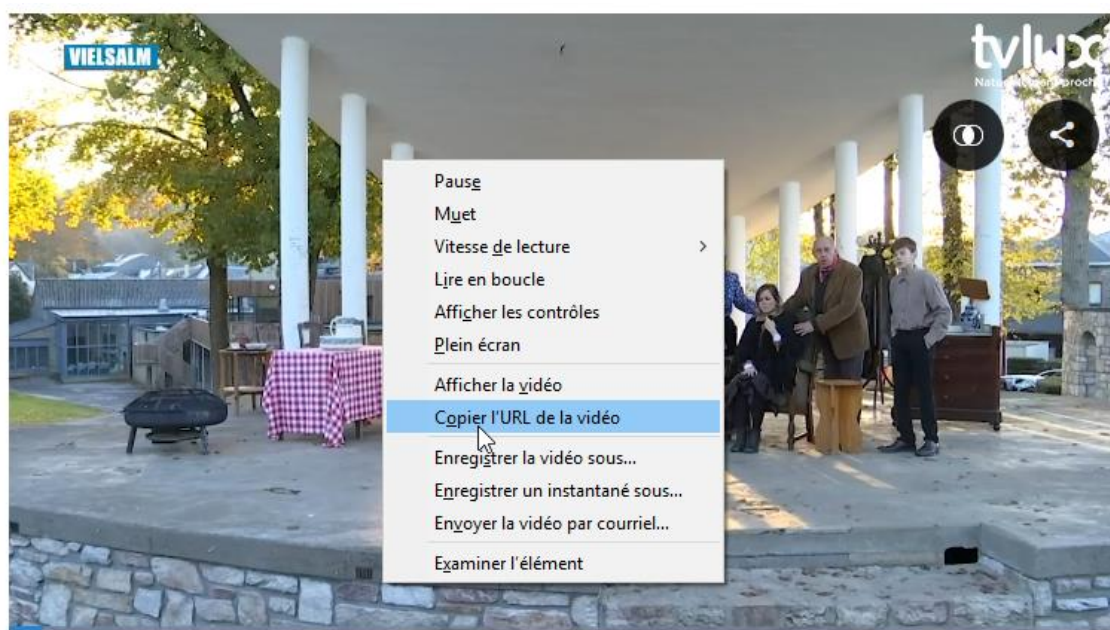 VIELSALM
tvlux
Pause
Muet
Vitesse de lecture
Lire en boucle
Afficher les contrôles
Plein écran
Afficher la vidéo
Copier l'URL de la vidéo
Enregistrer la vidéo sous...
Enregistrer un instantané sous...
Envoyer la vidéo par courriel...
Examiner l'élément